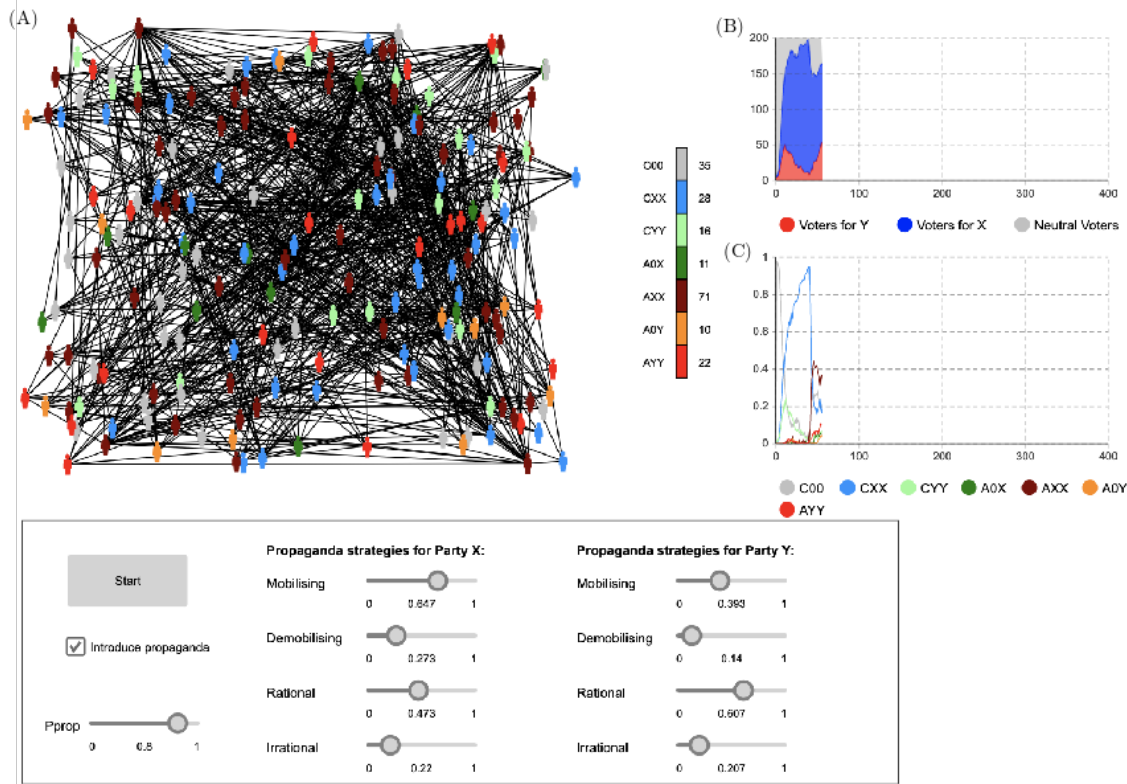 (A)
C00 35
CXX 28
CYY 16
A0X 11
AXX 71
A0Y 10
AYY 22
(B)
200
150
100
50
0
0 100 200 300 400
Voters for Y Voters for X Neutral Voters
(C)
1
0.8
0.6
0.4
0.2
0
0 100 200 300 400
C00 CXX CYY A0X AXX A0Y
AYY
Start
Introduce propaganda
Pprop
0 0.8 1
Propaganda strategies for Party X:
Mobilising
0 0.647 1
Demobilising
0 0.273 1
Rational
0 0.473 1
Irrational
0 0.22 1
Propaganda strategies for Party Y:
Mobilising
0 0.393 1
Demobilising
0 0.14 1
Rational
0 0.607 1
Irrational
0 0.207 1